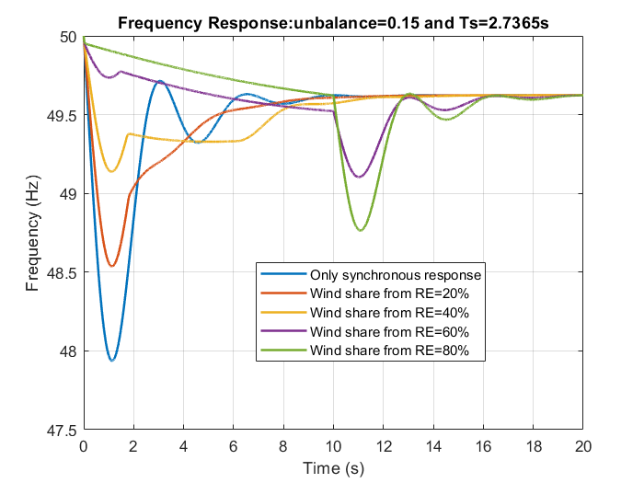 Frequency Response:unbalance=0.15 and Ts=2.7365s
Frequency (Hz)
50
49.5
49
48.5
48
47.5
Only synchronous response
Wind share from RE=20%
Wind share from RE=40%
Wind share from RE=60%
Wind share from RE=80%
0 2 4 6 8 10 12 14 16 18 20
Time (s)